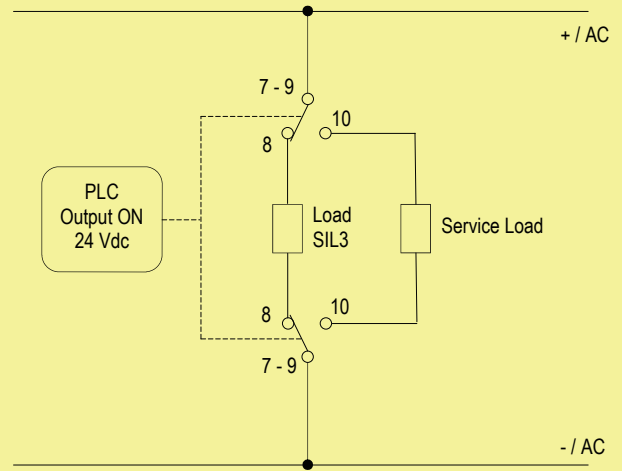 + / AC
7 - 9
10
8
PLC
Output ON
24 Vdc
Load
SIL3
Service Load
8
10
7 - 9
- / AC